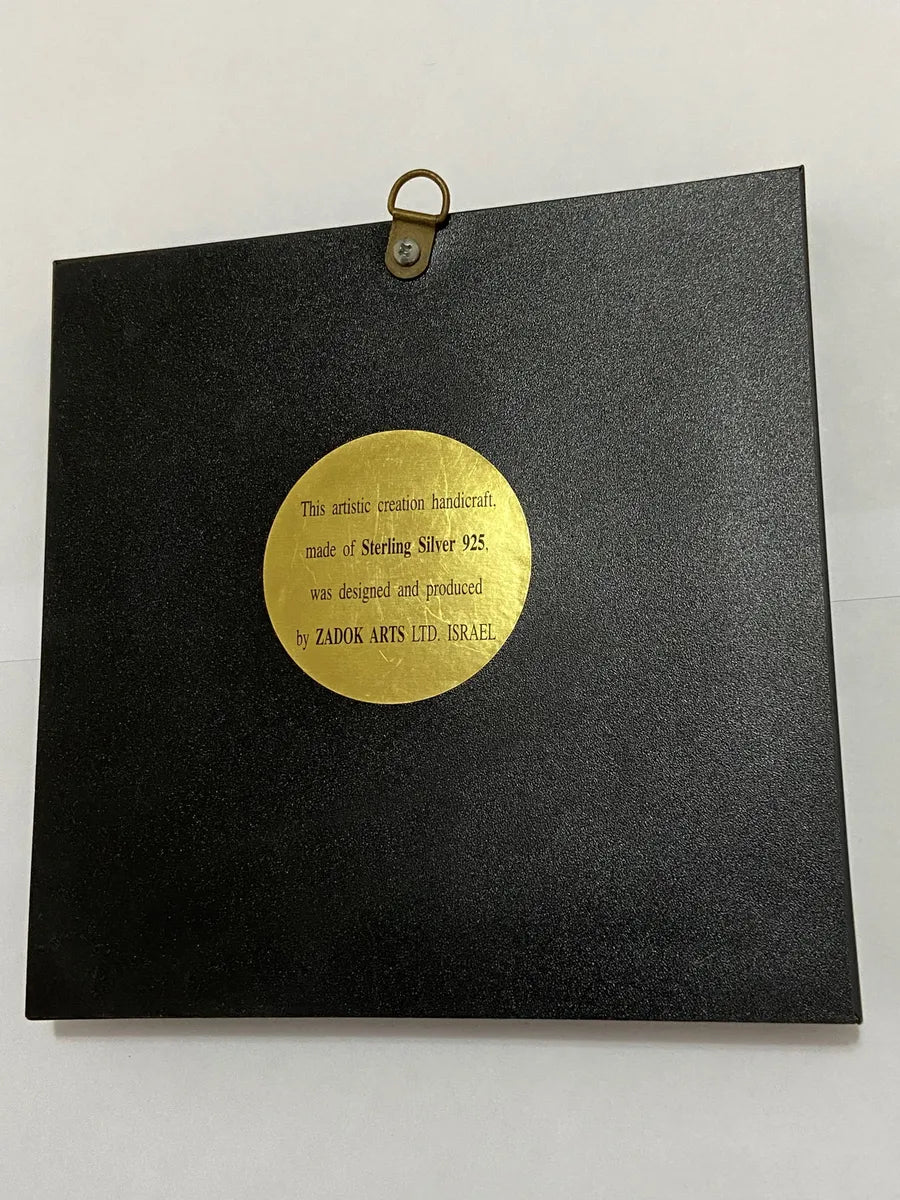 This artistic creation handicraft,
made of Sterling Silver 925,
was designed and produced
by ZADOK ARTS LTD. ISRAEL